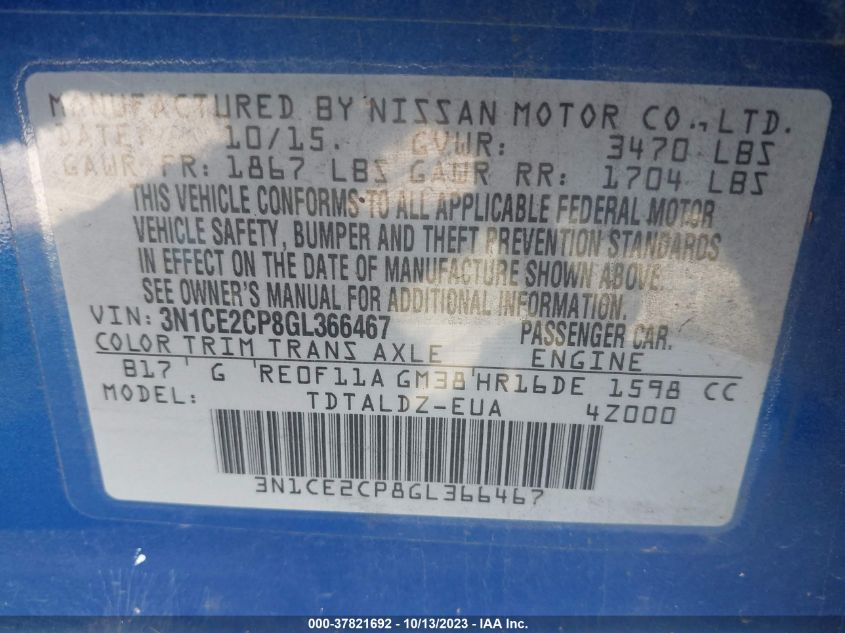 MANUFACTURED BY NISSAN MOTOR CO., LTD.
DATE: 10/15. GVWR: 3470 LBS
GAWR FR: 1867 LBS GAWR RR: 1704 LBS
THIS VEHICLE CONFORMS TO ALL APPLICABLE FEDERAL MOTOR
VEHICLE SAFETY, BUMPER AND THEFT PREVENTION STANDARDS
IN EFFECT ON THE DATE OF MANUFACTURE SHOWN ABOVE.
SEE OWNER'S MANUAL FOR ADDITIONAL INFORMATION.
VIN: 3N1CE2CP8GL366467 PASSENGER CAR.
COLOR TRIM TRANS AXLE ENGINE
B17 G RE0F11A GM38 HR16DE 1598 CC
MODEL: TDTALDZ-EUA 4Z000
3N1CE2CP8GL366467
000-37821692 - 10/13/2023 - IAA Inc.